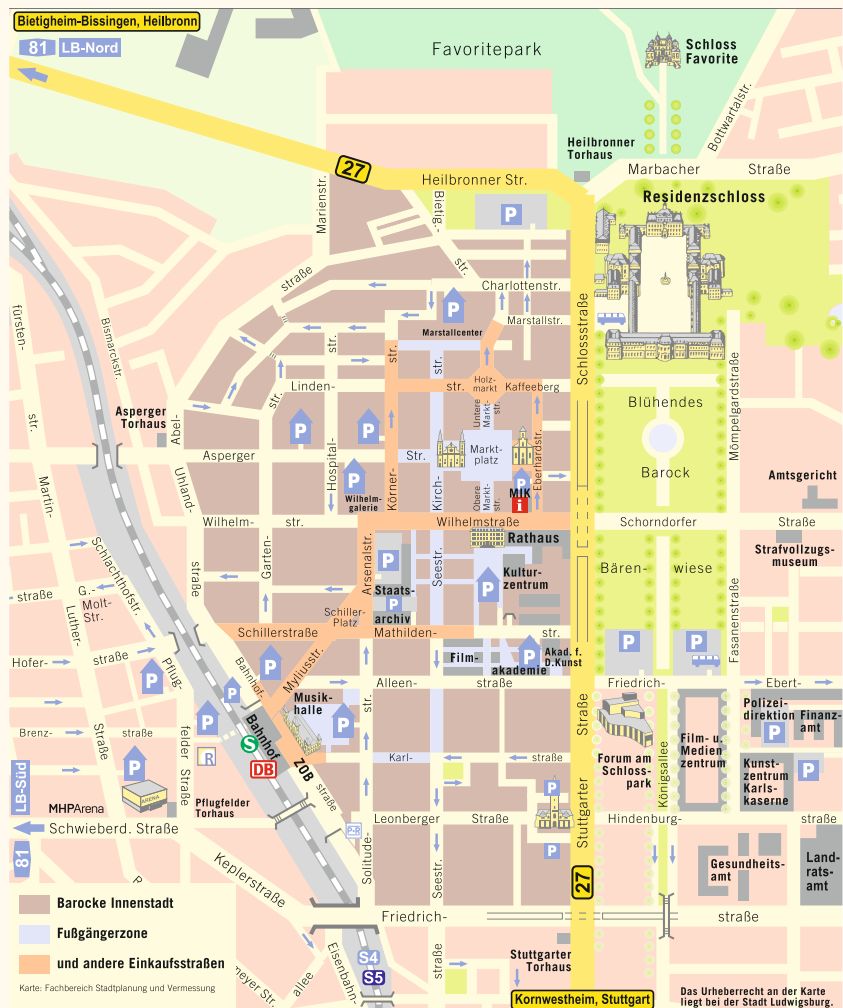 Bietigheim-Bissingen, Heilbronn
81 LB-Nord
Favoritepark
Schloss
Favorite
Bottwartalstr.
27
Heilbronner
Torhaus
Marbacher Straße
Heilbronner Str.
Marienstr.
Bietig.-
str.
Residenzschloss
P
straße
Charlottenstr.
Marstallstr.
P
Marstallcenter
Schlossstraße
fürsten-
str.
Bismarckstr.
str.
str.
Linden-
str.
Holz-
markt
Kaffeeberg
Blühendes
Barock
Mömpelgardstraße
Asperger
Torhaus
Abel-
Untere
Markt-
str.
P
P
Asperger
Str.
Markt-
platz
Eberhardstr.
Uhland-
Hospital-
P
Wilhelm-
galerie
Körner-
Kirch-
Obere
Markt-
str.
P
MIK
i
Amtsgericht
Martin-
Wilhelm-
str.
Wilhelmstraße
Schorndorfer
Straße
Rathaus
Strafvollzugs-
museum
Schlachthofstr.
straße
Garten-
Arsenalstr.
Seestr.
P
P
Kultur-
zentrum
Bären-
wiese
Fasanenstraße
straße
G.-
Molt-
Str.
Luther-
Staats-
P
archiv
Schiller-
Platz
Schillerstraße
Mathilden-
str.
P
P
Hofer-
straße
Pflug-
P
P
Bahnhof-
P
Myliusstr.
Film-
akademie
P
Akad. f.
D.Kunst
Alleen-
straße
Friedrich-
Ebert-
Musik-
halle
P
str.
Straße
Polizei-
direktion
P
Finanz-
amt
Brenz-
straße
Straße
P
felder Straße
P
R
S
Bahnhof
DB
ZOB
straße
Karl-
straße
Forum am
Schloss-
park
Königsallee
Film- u.
Medien
zentrum
Kunst-
zentrum
Karls-
kaserne
P
LB-Süd
ARENA
MHPArena
Pflugfelder
Torhaus
P
P
P+R
Solitude-
Leonberger
Straße
Stuttgarter
Hindenburg-
straße
Schwieberd. Straße
81
Keplerstraße
Seestr.
27
Gesundheits-
amt
Land-
rats-
amt
Barocke Innenstadt
Fußgängerzone
und andere Einkaufsstraßen
Karte: Fachbereich Stadtplanung und Vermessung
Friedrich-
straße
S4
S5
meyer Str.
allee
Eisenbahn-
straße
Stuttgarter
Torhaus
Kornwestheim, Stuttgart
Das Urheberrecht an der Karte
liegt bei der Stadt Ludwigsburg.